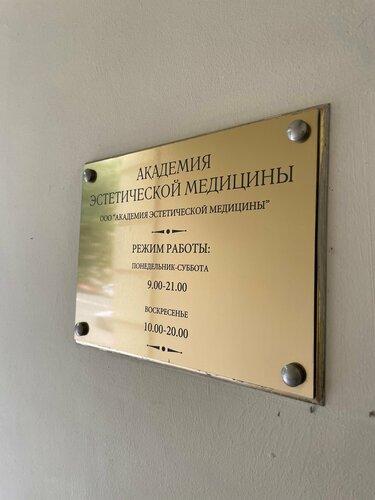 АКАДЕМИЯ
ЭСТЕТИЧЕСКОЙ МЕДИЦИНЫ
ООО "АКАДЕМИЯ ЭСТЕТИЧЕСКОЙ МЕДИЦИНЫ"
РЕЖИМ РАБОТЫ:
ПОНЕДЕЛЬНИК-СУББОТА
9.00-21.00
ВОСКРЕСЕНЬЕ
10.00-20.00